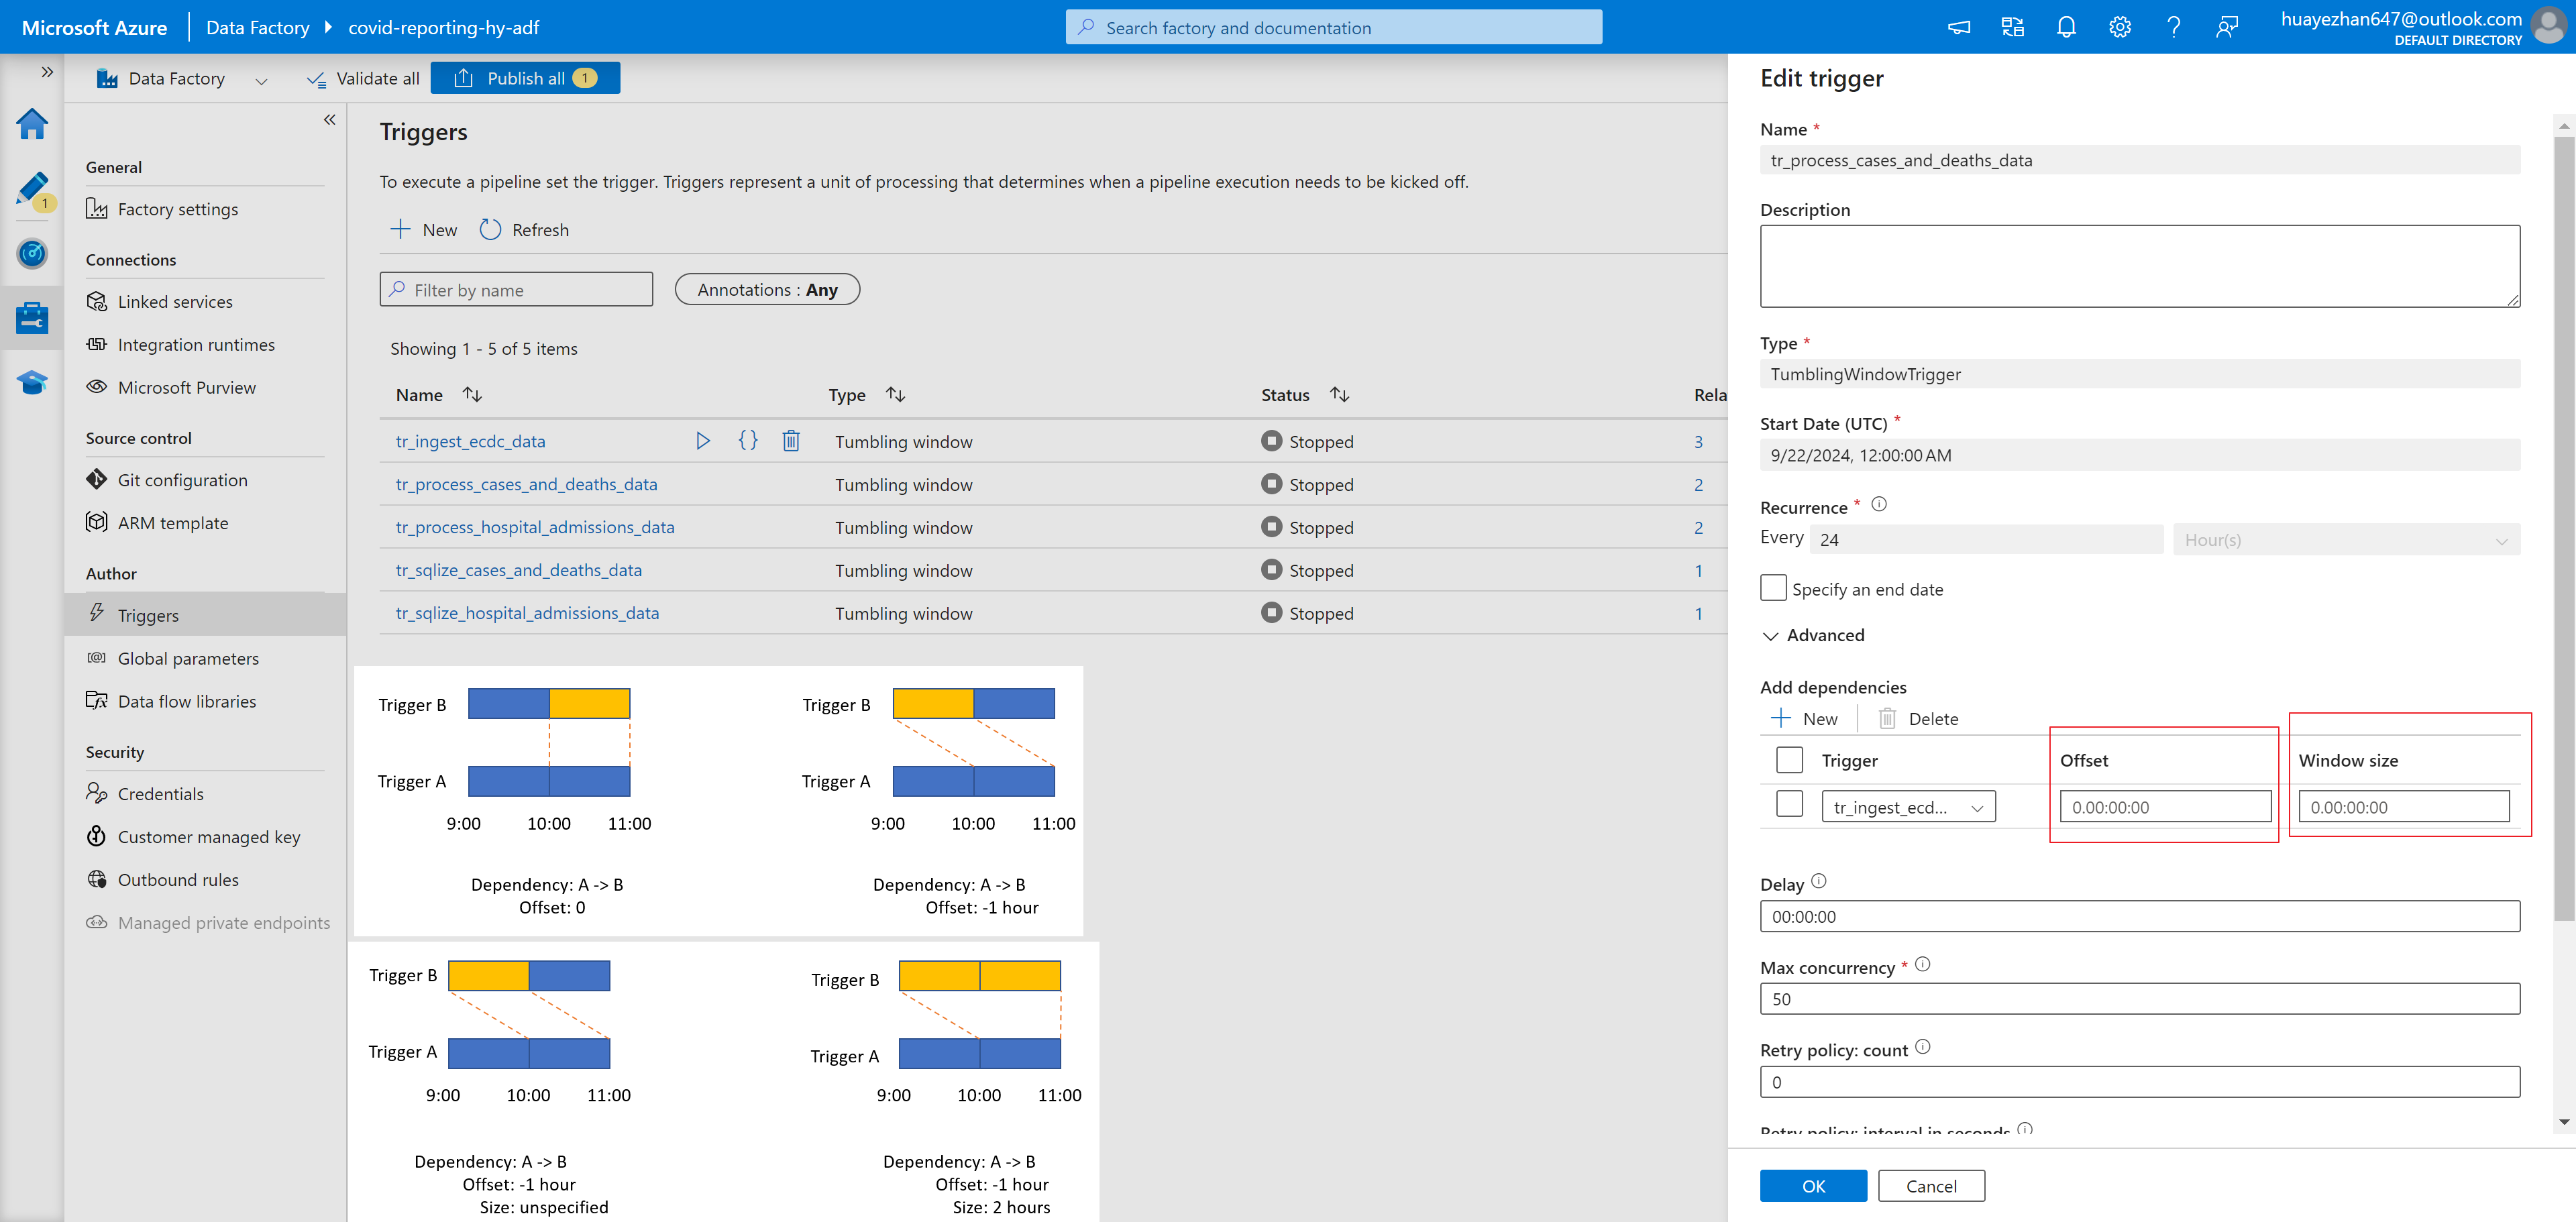 Microsoft Azure
Data Factory
covid-reporting-hy-adf
Search factory and documentation
huayezhan647@outlook.com
DEFAULT DIRECTORY
Data Factory
Validate all
Publish all 1
1
General
Factory settings
Connections
Linked services
Integration runtimes
Microsoft Purview
Source control
Git configuration
ARM template
Author
Triggers
Global parameters
Data flow libraries
Security
Credentials
Customer managed key
Outbound rules
Managed private endpoints
Triggers
To execute a pipeline set the trigger. Triggers represent a unit of processing that determines when a pipeline execution needs to be kicked off.
New Refresh
Filter by name
Annotations : Any
Showing 1 - 5 of 5 items
Name Type Status Rela
tr_ingest_ecdc_data {} Tumbling window Stopped 3
tr_process_cases_and_deaths_data Tumbling window Stopped 2
tr_process_hospital_admissions_data Tumbling window Stopped 2
tr_sqlize_cases_and_deaths_data Tumbling window Stopped 1
tr_sqlize_hospital_admissions_data Tumbling window Stopped 1
Trigger B
Trigger A
9:00 10:00 11:00
Dependency: A -> B
Offset: 0
Trigger B
Trigger A
9:00 10:00 11:00
Dependency: A -> B
Offset: -1 hour
Trigger B
Trigger A
9:00 10:00 11:00
Dependency: A -> B
Offset: -1 hour
Size: unspecified
Trigger B
Trigger A
9:00 10:00 11:00
Dependency: A -> B
Offset: -1 hour
Size: 2 hours
Edit trigger
Name *
tr_process_cases_and_deaths_data
Description
Type *
TumblingWindowTrigger
Start Date (UTC) *
9/22/2024, 12:00:00 AM
Recurrence *
Every 24 Hour(s)
Specify an end date
Advanced
Add dependencies
New Delete
Trigger Offset Window size
tr_ingest_ecd... 0.00:00:00 0.00:00:00
Delay
00:00:00
Max concurrency *
50
Retry policy: count
0
Retry policy: interval in seconds
OK Cancel